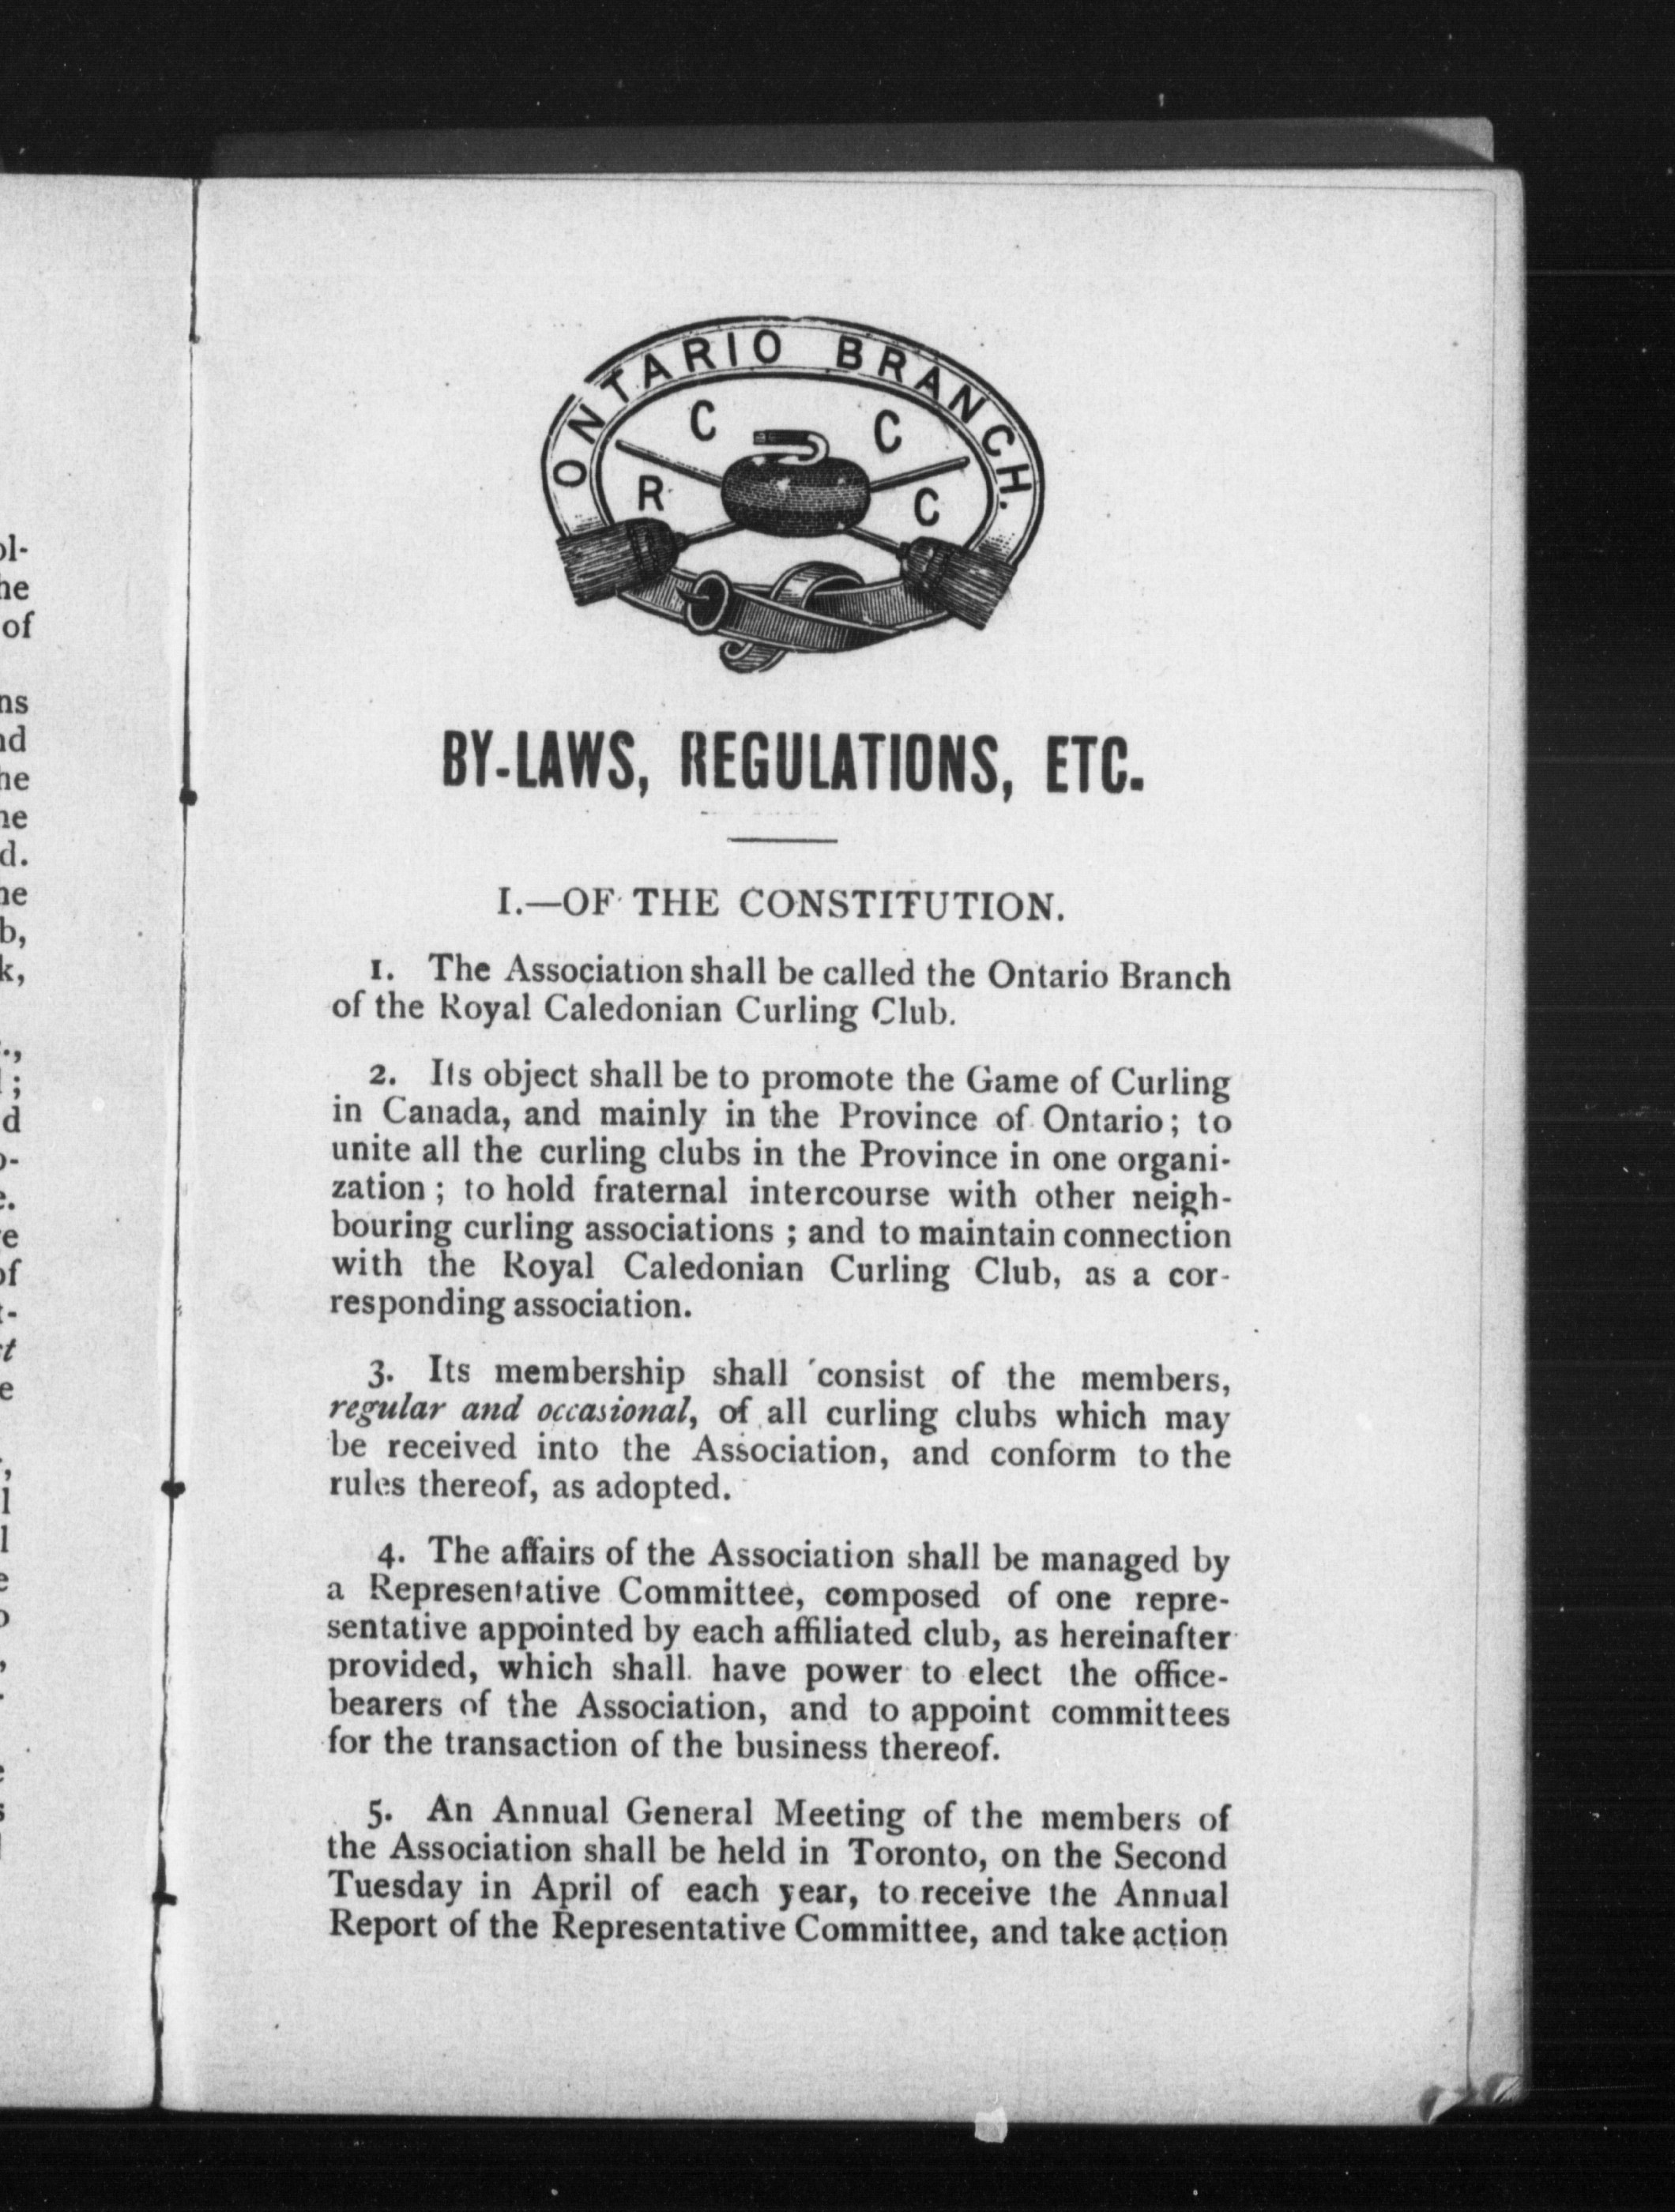 ONTARIO BRANCH.
R C C C
BY-LAWS, REGULATIONS, ETC.
I.—OF THE CONSTITUTION.
1. The Association shall be called the Ontario Branch
of the Royal Caledonian Curling Club.
2. Its object shall be to promote the Game of Curling
in Canada, and mainly in the Province of Ontario; to
unite all the curling clubs in the Province in one organi-
zation ; to hold fraternal intercourse with other neigh-
bouring curling associations ; and to maintain connection
with the Royal Caledonian Curling Club, as a cor-
responding association.
3. Its membership shall consist of the members,
regular and occasional, of all curling clubs which may
be received into the Association, and conform to the
rules thereof, as adopted.
4. The affairs of the Association shall be managed by
a Representative Committee, composed of one repre-
sentative appointed by each affiliated club, as hereinafter
provided, which shall have power to elect the office-
bearers of the Association, and to appoint committees
for the transaction of the business thereof.
5. An Annual General Meeting of the members of
the Association shall be held in Toronto, on the Second
Tuesday in April of each year, to receive the Annual
Report of the Representative Committee, and take action